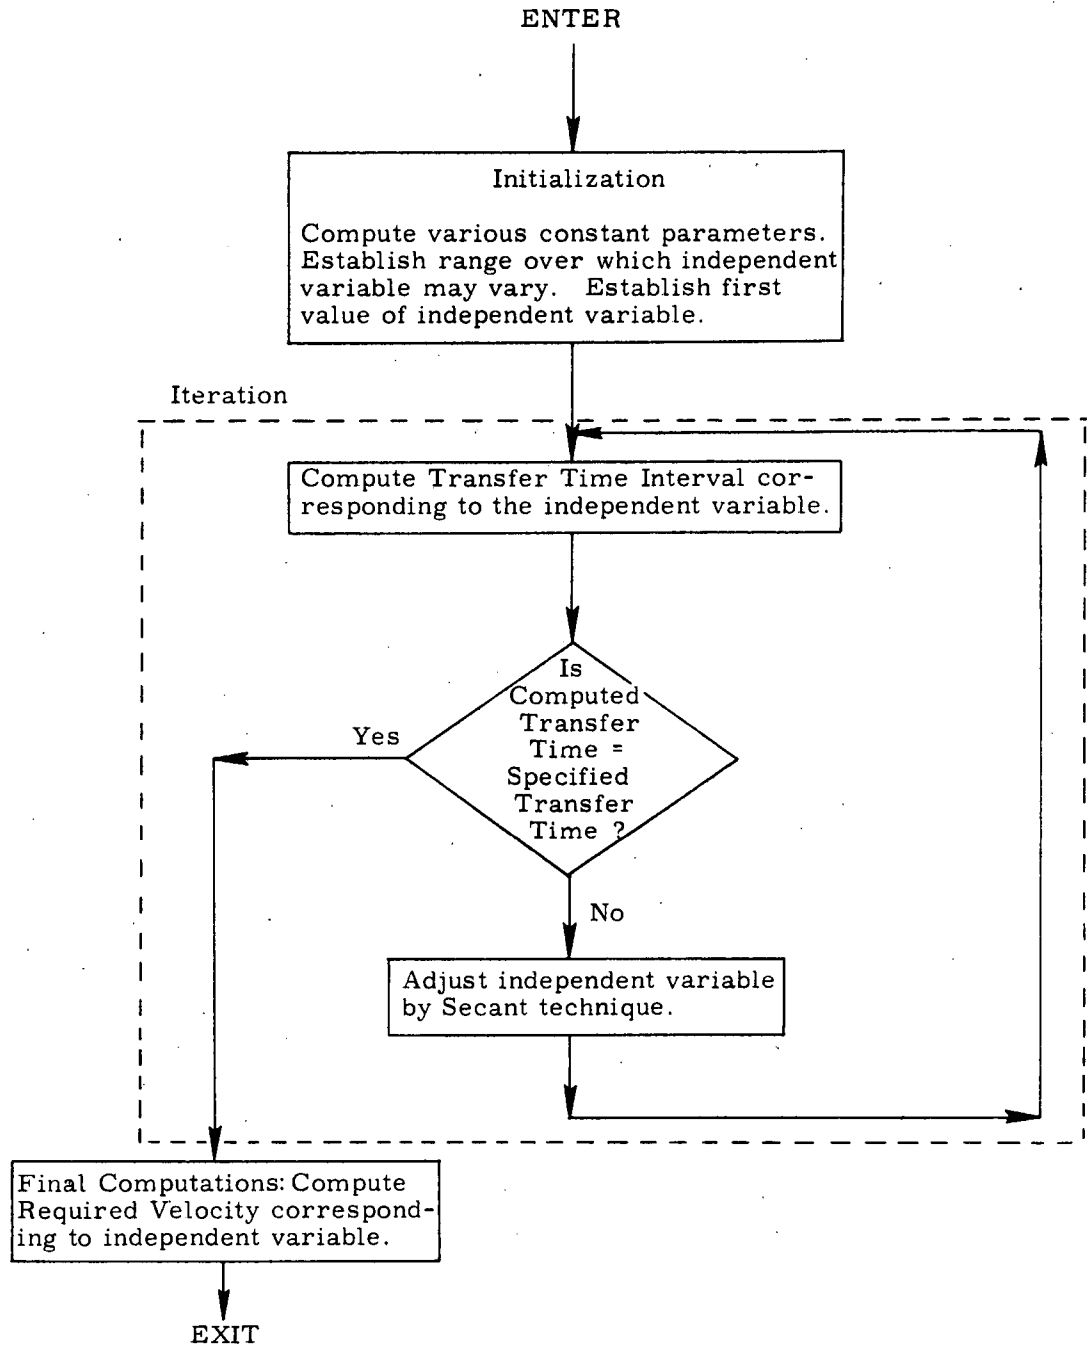 ENTER
Initialization
Compute various constant parameters.
Establish range over which independent
variable may vary. Establish first
value of independent variable.
Iteration
Compute Transfer Time Interval cor-
responding to the independent variable.
Is
Computed
Transfer
Time =
Specified
Transfer
Time ?
Yes
No
Adjust independent variable
by Secant technique.
Final Computations: Compute
Required Velocity correspond-
ing to independent variable.
EXIT